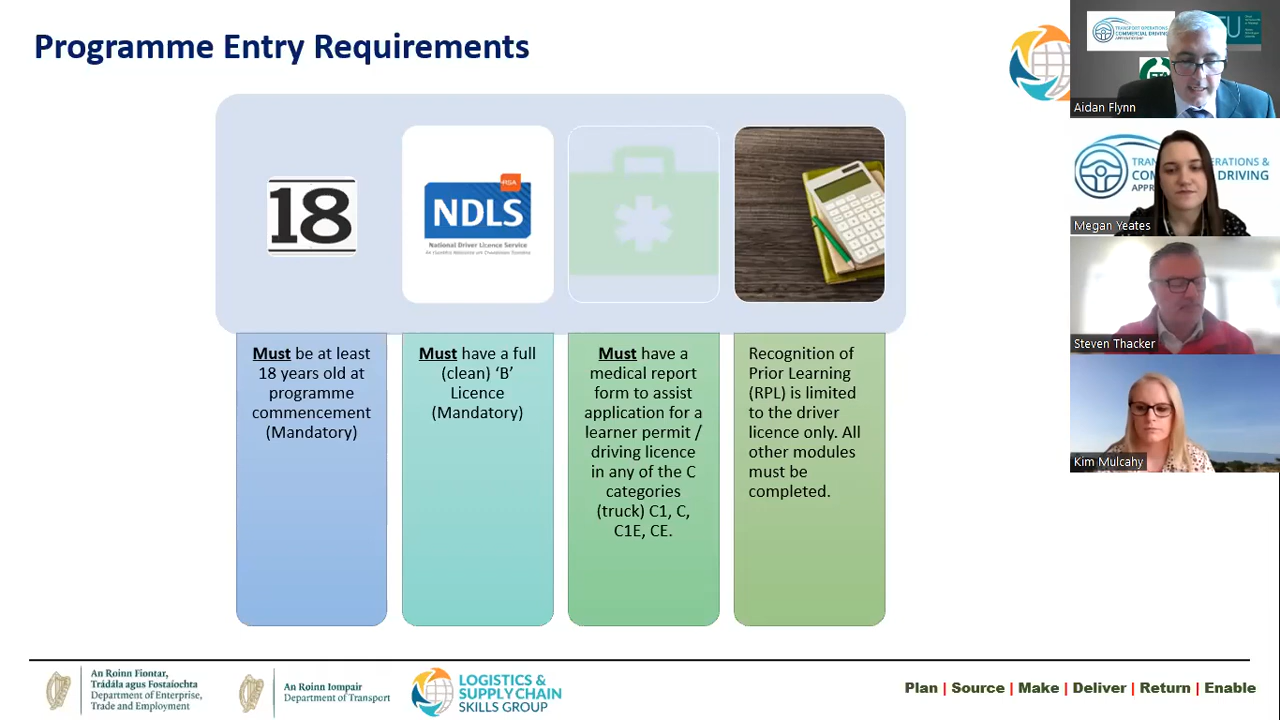 Programme Entry Requirements
18
RSA
NDLS
National Driver Licence Service
Must be at least
18 years old at
programme
commencement
(Mandatory)
Must have a full
(clean) ‘B’
Licence
(Mandatory)
Must have a
medical report
form to assist
application for a
learner permit /
driving licence
in any of the C
categories
(truck) C1, C,
C1E, CE.
Recognition of
Prior Learning
(RPL) is limited
to the driver
licence only. All
other modules
must be
completed.
Aidan Flynn
Megan Yeates
Steven Thacker
Kim Mulcahy
An Roinn Fiontar,
Trádála agus Fostaíochta
Department of Enterprise,
Trade and Employment
An Roinn Iompair
Department of Transport
LOGISTICS &
SUPPLY CHAIN
SKILLS GROUP
Plan | Source | Make | Deliver | Return | Enable